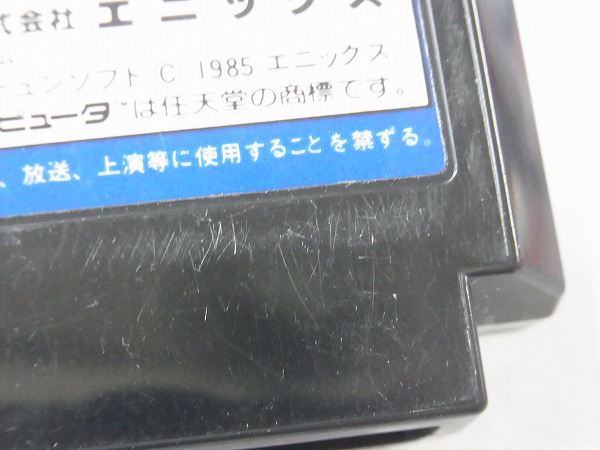 式会社 エニックス
ュンソフト © 1985 エニックス
ピュータ™は任天堂の商標です。
、放送、上演等に使用することを禁ずる。